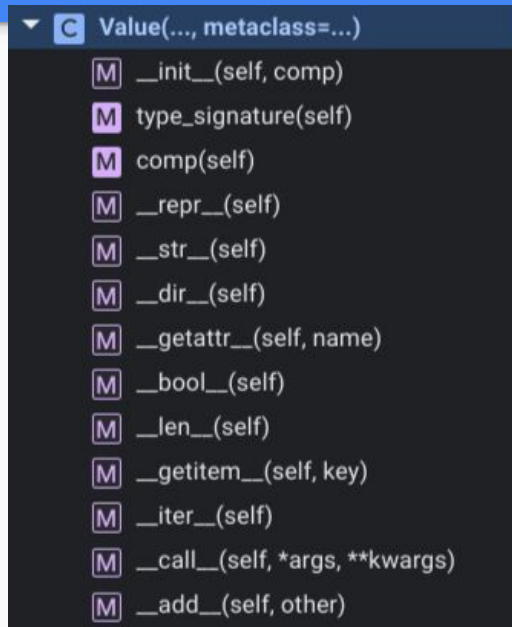 C Value(..., metaclass=...)
M __init__(self, comp)
M type_signature(self)
M comp(self)
M __repr__(self)
M __str__(self)
M __dir__(self)
M __getattr__(self, name)
M __bool__(self)
M __len__(self)
M __getitem__(self, key)
M __iter__(self)
M __call__(self, *args, **kwargs)
M __add__(self, other)